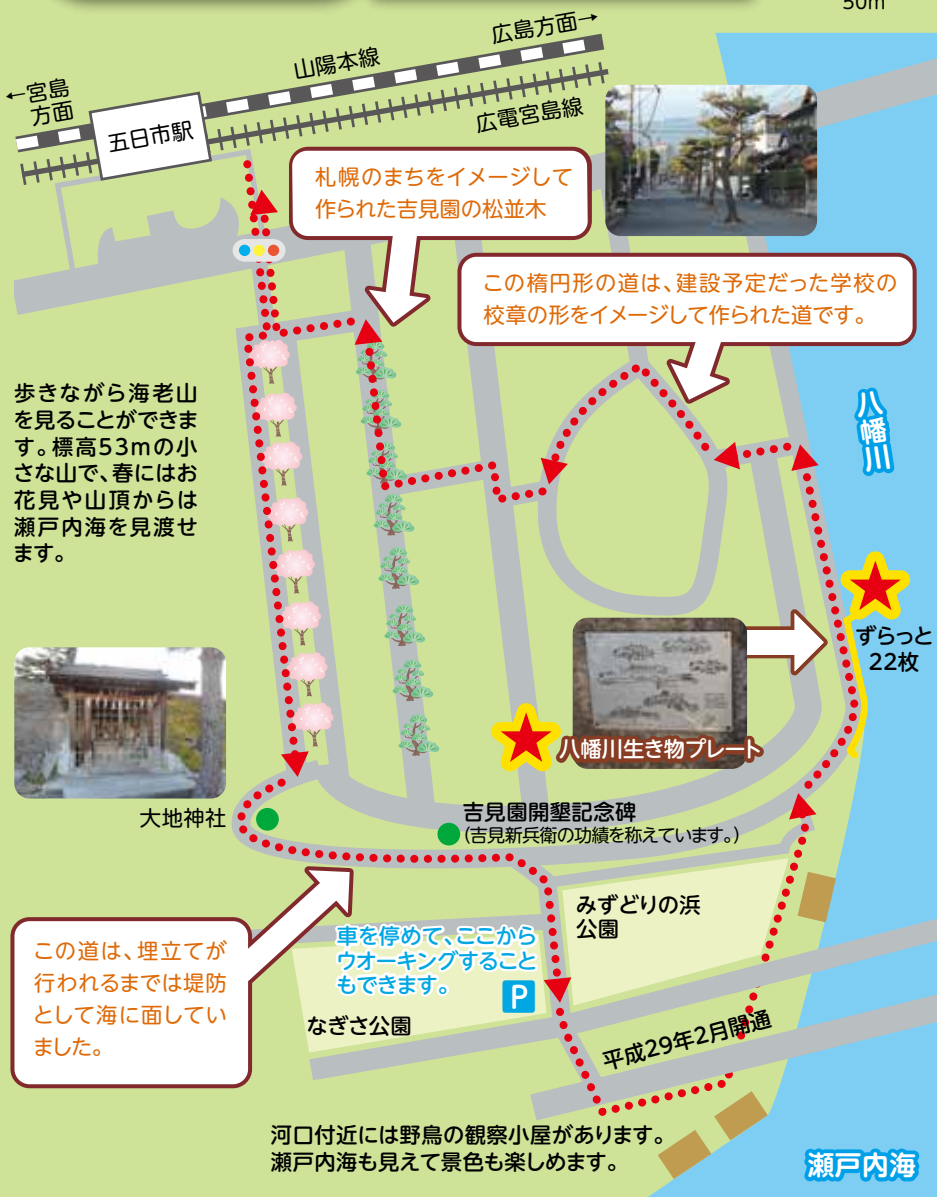 50m
広島方面→
山陽本線
←宮島
方面
五日市駅
広電宮島線
札幌のまちをイメージして
作られた吉見園の松並木
この楕円形の道は、建設予定だった学校の
校章の形をイメージして作られた道です。
歩きながら海老山
を見ることができま
す。標高53mの小
さな山で、春にはお
花見や山頂からは
瀬戸内海を見渡せ
ます。
八幡川
ずらっと
22枚
八幡川生き物プレート
大地神社
吉見園開墾記念碑
(吉見新兵衛の功績を称えています。)
みずどりの浜
公園
この道は、埋立てが
行われるまでは堤防
として海に面してい
ました。
車を停めて、ここから
ウオーキングすること
もできます。
P
なぎさ公園
平成29年2月開通
河口付近には野鳥の観察小屋があります。
瀬戸内海も見えて景色も楽しめます。
瀬戸内海